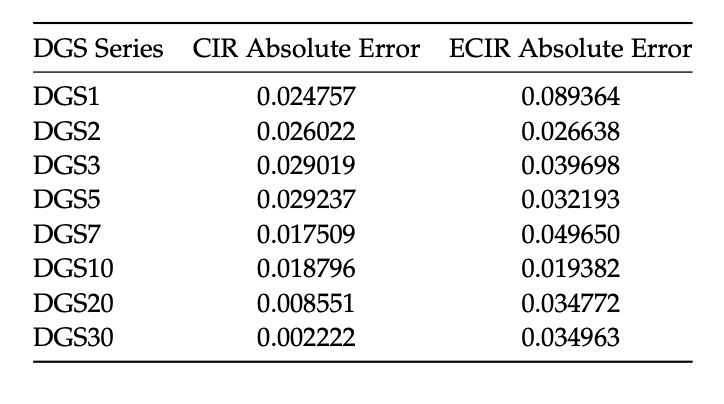 DGS Series CIR Absolute Error ECIR Absolute Error
DGS1 0.024757 0.089364
DGS2 0.026022 0.026638
DGS3 0.029019 0.039698
DGS5 0.029237 0.032193
DGS7 0.017509 0.049650
DGS10 0.018796 0.019382
DGS20 0.008551 0.034772
DGS30 0.002222 0.034963